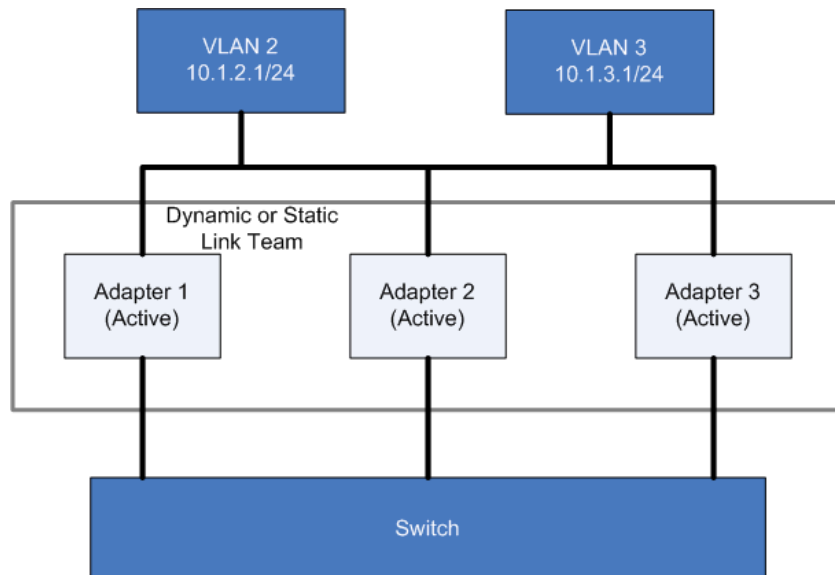 VLAN 2
10.1.2.1/24
VLAN 3
10.1.3.1/24
Dynamic or Static
Link Team
Adapter 1
(Active)
Adapter 2
(Active)
Adapter 3
(Active)
Switch